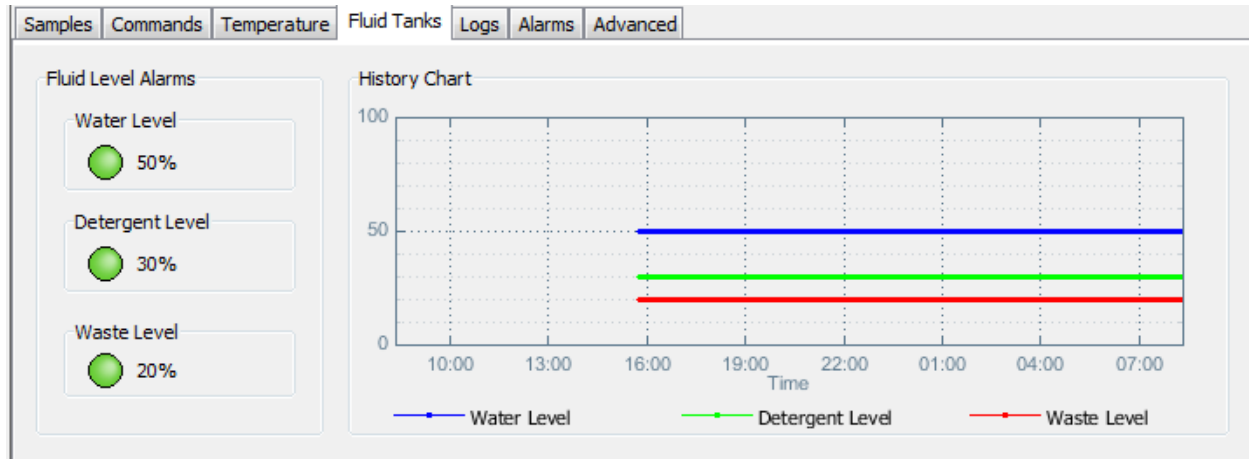 Samples Commands Temperature Fluid Tanks Logs Alarms Advanced
Fluid Level Alarms
Water Level
50%
Detergent Level
30%
Waste Level
20%
History Chart
100
50
0
10:00 13:00 16:00 19:00 22:00 01:00 04:00 07:00
Time
Water Level Detergent Level Waste Level